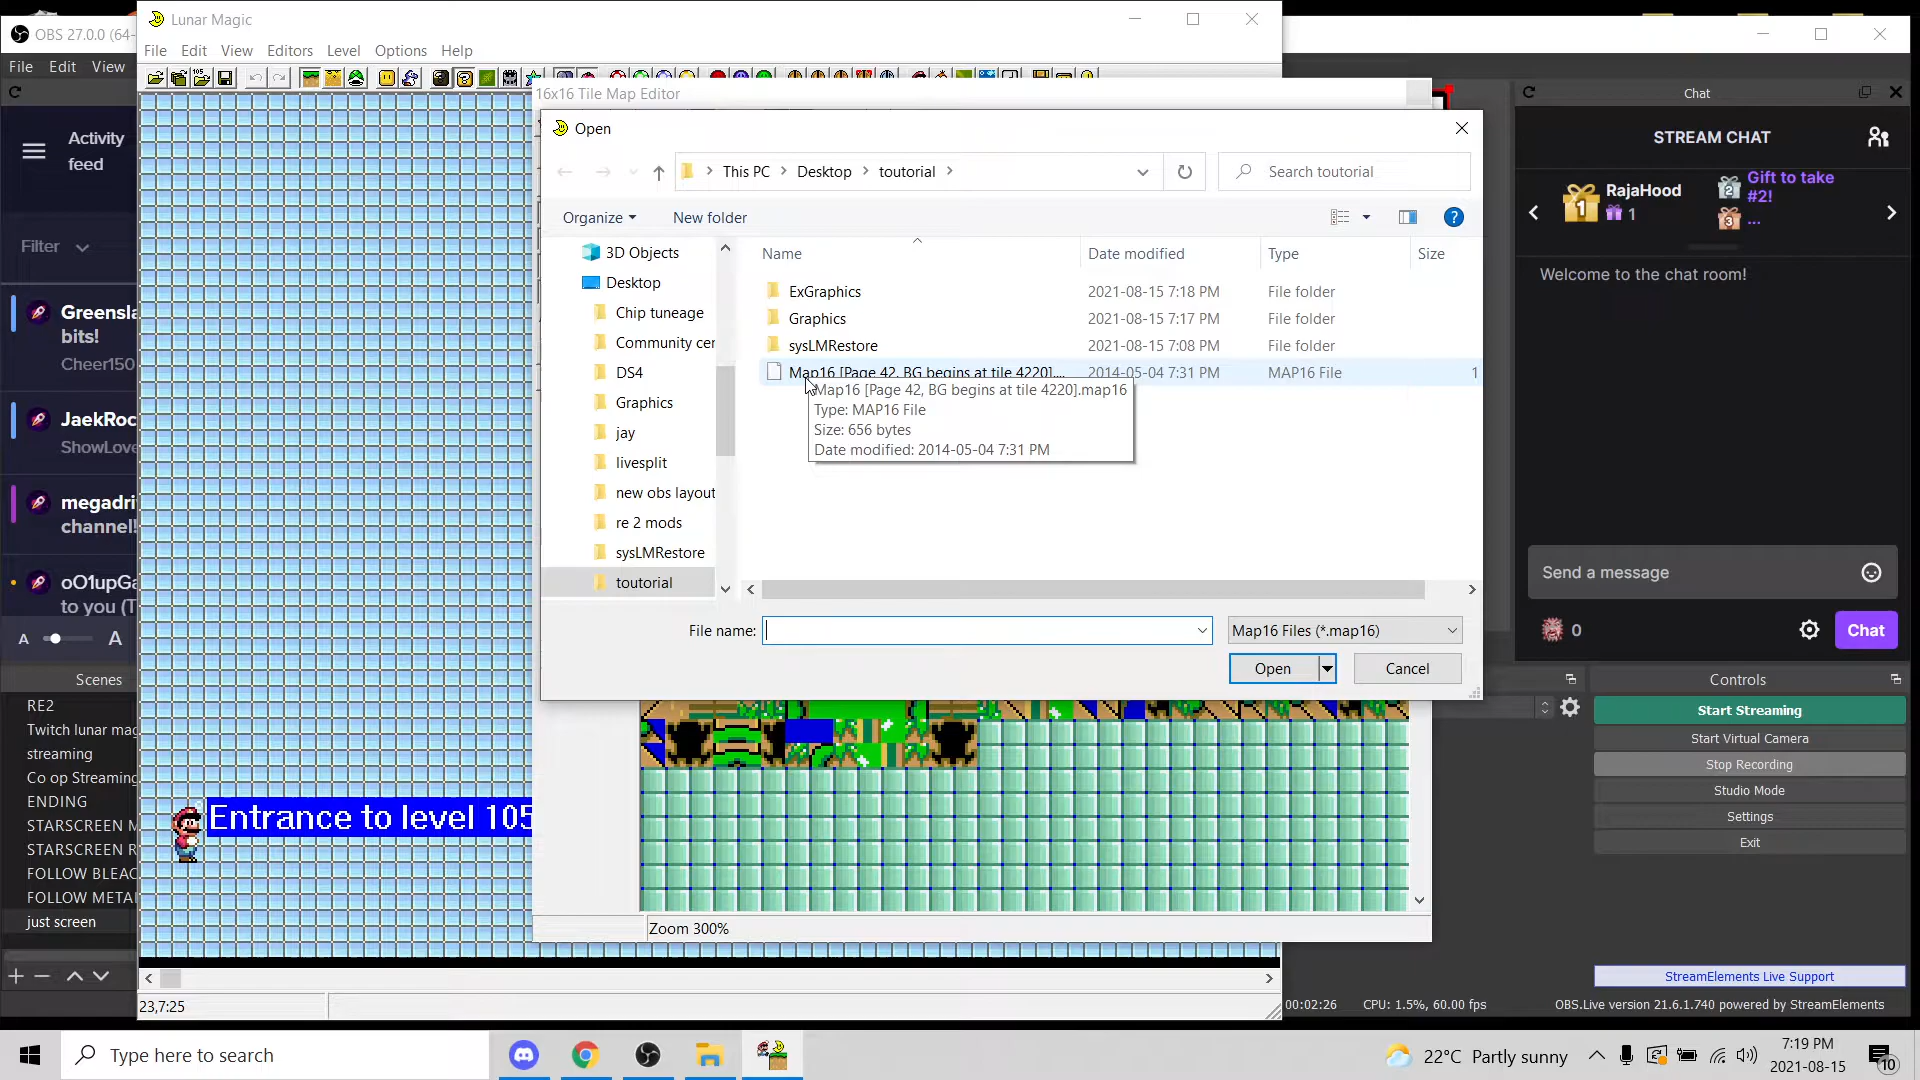 OBS 27.0.0 (64-
File
Edit
View
Activity
feed
Filter
Greensla
bits!
Cheer150
JaekRoc
ShowLove
megadri
channel!
oO1upGa
to you (T
A
A
Scenes
RE2
Twitch lunar mag
streaming
Co op Streaming
ENDING
STARSCREEN M
STARSCREEN R
FOLLOW BLEAC
FOLLOW METAL
just screen
Lunar Magic
File
Edit
View
Editors
Level
Options
Help
Entrance to level 105
23,7:25
16x16 Tile Map Editor
Zoom 300%
Open
This PC
Desktop
toutorial
Search toutorial
Organize
New folder
3D Objects
Desktop
Chip tuneage
Community cer
DS4
Graphics
jay
livesplit
new obs layout
re 2 mods
sysLMRestore
toutorial
Name
Date modified
Type
Size
ExGraphics
2021-08-15 7:18 PM
File folder
Graphics
2021-08-15 7:17 PM
File folder
sysLMRestore
2021-08-15 7:08 PM
File folder
Map16 [Page 42, BG begins at tile 4220]....
2014-05-04 7:31 PM
MAP16 File
1
Map16 [Page 42, BG begins at tile 4220].map16
Type: MAP16 File
Size: 656 bytes
Date modified: 2014-05-04 7:31 PM
File name:
Map16 Files (*.map16)
Open
Cancel
Chat
STREAM CHAT
1
RajaHood
1
2
Gift to take
#2!
3
...
Welcome to the chat room!
Send a message
0
Chat
Controls
Start Streaming
Start Virtual Camera
Stop Recording
Studio Mode
Settings
Exit
StreamElements Live Support
00:02:26
CPU: 1.5%, 60.00 fps
OBS.Live version 21.6.1.740 powered by StreamElements
Type here to search
22°C Partly sunny
7:19 PM
2021-08-15
10